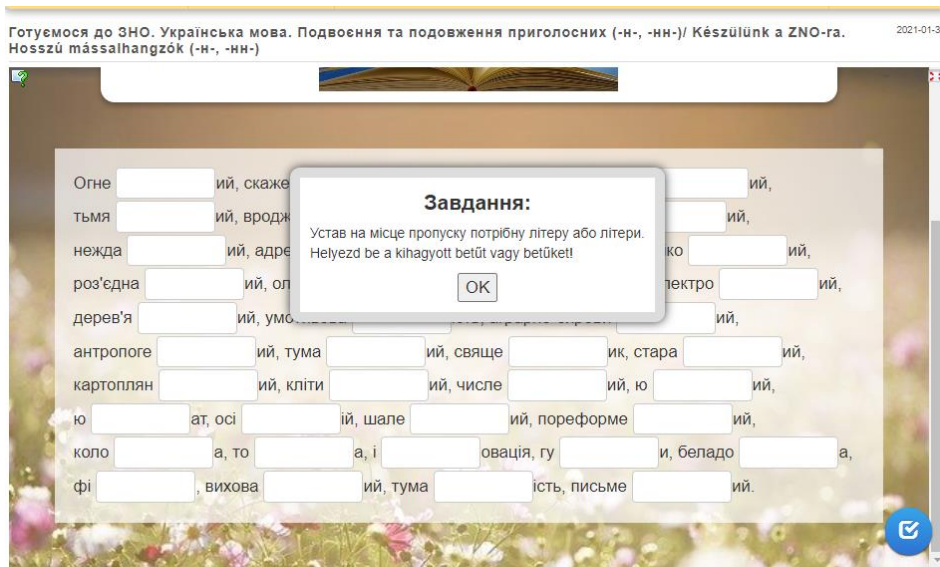 Готуємося до ЗНО. Українська мова. Подвоєння та подовження приголосних (-н-, -нн-)/ Készülünk a ZNO-ra.
Hosszú mássalhangzók (-н-, -нн-)
2021-01-3
Огне ий, скаже ий,
тьмя ий, вродж ий,
нежда ий, адре ко ий,
роз'єдна ий, ол лектро ий,
дерев'я ий, ий,
антропоге ий, тума ий, свяще ик, стара ий,
картоплян ий, кліти ий, числе ий, ю ий,
ю ат, осі ій, шале ий, пореформе ий,
коло а, то а, і овація, гу и, беладо а,
фі , вихова ий, тума ість, письме ий.
Завдання:
Устав на місце пропуску потрібну літеру або літери.
Helyezd be a kihagyott betűt vagy betűket!
OK